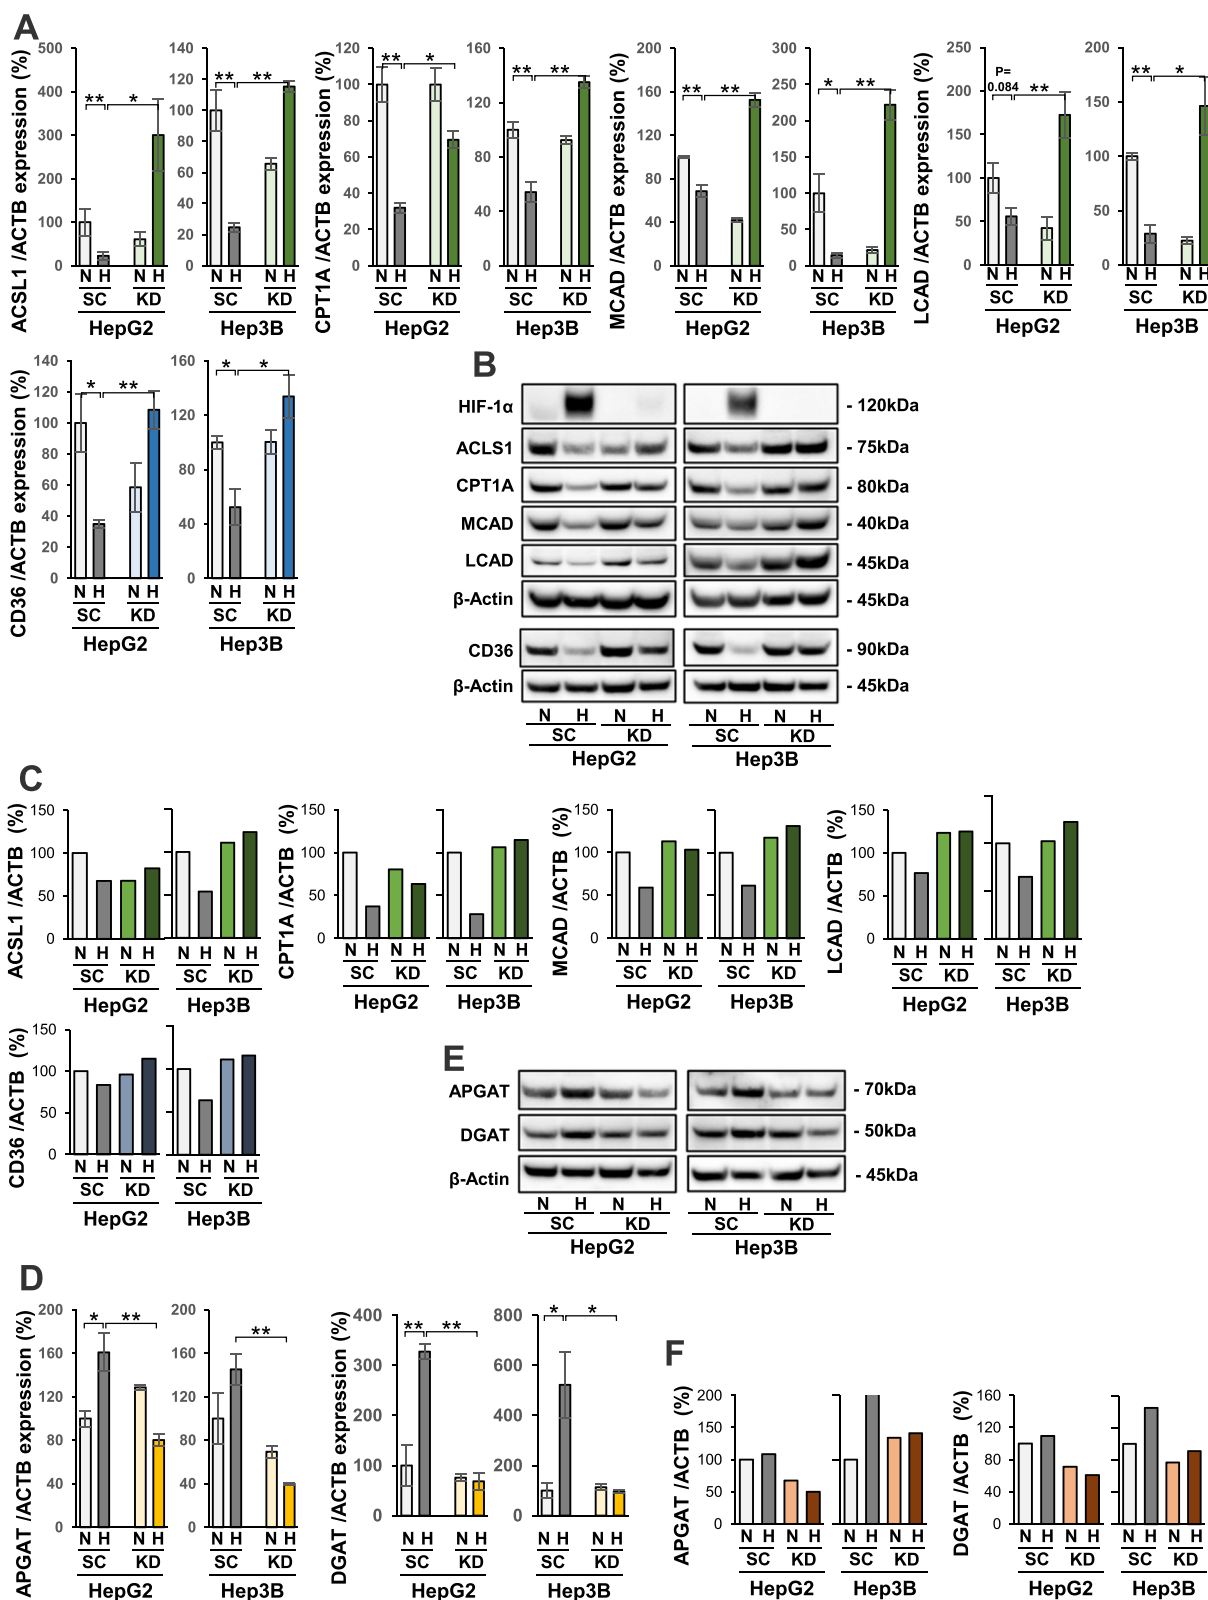 A
ACSL1 /ACTB expression (%)
500
400
300
200
100
0
** *
N H N H
SC KD
HepG2
140
120
100
80
60
40
20
0
** **
N H N H
SC KD
Hep3B
CPT1A /ACTB expression (%)
120
100
80
60
40
20
0
** *
N H N H
SC KD
HepG2
160
120
80
40
0
** **
N H N H
SC KD
Hep3B
MCAD /ACTB expression (%)
200
160
120
80
40
0
** **
N H N H
SC KD
HepG2
300
250
200
150
100
50
0
* **
N H N H
SC KD
Hep3B
LCAD /ACTB expression (%)
250
200
150
100
50
0
P=
0.084 **
N H N H
SC KD
HepG2
200
150
100
50
0
** *
N H N H
SC KD
Hep3B
CD36 /ACTB expression (%)
140
120
100
80
60
40
20
0
* **
N H N H
SC KD
HepG2
160
120
80
40
0
* *
N H N H
SC KD
Hep3B
B
HIF-1α - 120kDa
ACLS1 - 75kDa
CPT1A - 80kDa
MCAD - 40kDa
LCAD - 45kDa
β-Actin - 45kDa
CD36 - 90kDa
β-Actin - 45kDa
N H N H N H N H
SC KD SC KD
HepG2 Hep3B
C
ACSL1 /ACTB (%)
150
100
50
0
N H N H N H N H
SC KD SC KD
HepG2 Hep3B
CPT1A /ACTB (%)
150
100
50
0
N H N H N H N H
SC KD SC KD
HepG2 Hep3B
MCAD /ACTB (%)
150
100
50
0
N H N H N H N H
SC KD SC KD
HepG2 Hep3B
LCAD /ACTB (%)
150
100
50
0
N H N H N H N H
SC KD SC KD
HepG2 Hep3B
CD36 /ACTB (%)
150
100
50
0
N H N H N H N H
SC KD SC KD
HepG2 Hep3B
E
APGAT - 70kDa
DGAT - 50kDa
β-Actin - 45kDa
N H N H N H N H
SC KD SC KD
HepG2 Hep3B
D
APGAT /ACTB expression (%)
200
160
120
80
40
0
* **
N H N H
SC KD
HepG2
200
160
120
80
40
0
**
N H N H
SC KD
Hep3B
DGAT /ACTB expression (%)
400
300
200
100
0
** **
N H N H
SC KD
HepG2
800
600
400
200
0
* *
N H N H
SC KD
Hep3B
F
APGAT /ACTB (%)
200
150
100
50
0
N H N H N H N H
SC KD SC KD
HepG2 Hep3B
DGAT /ACTB (%)
160
120
80
40
0
N H N H N H N H
SC KD SC KD
HepG2 Hep3B